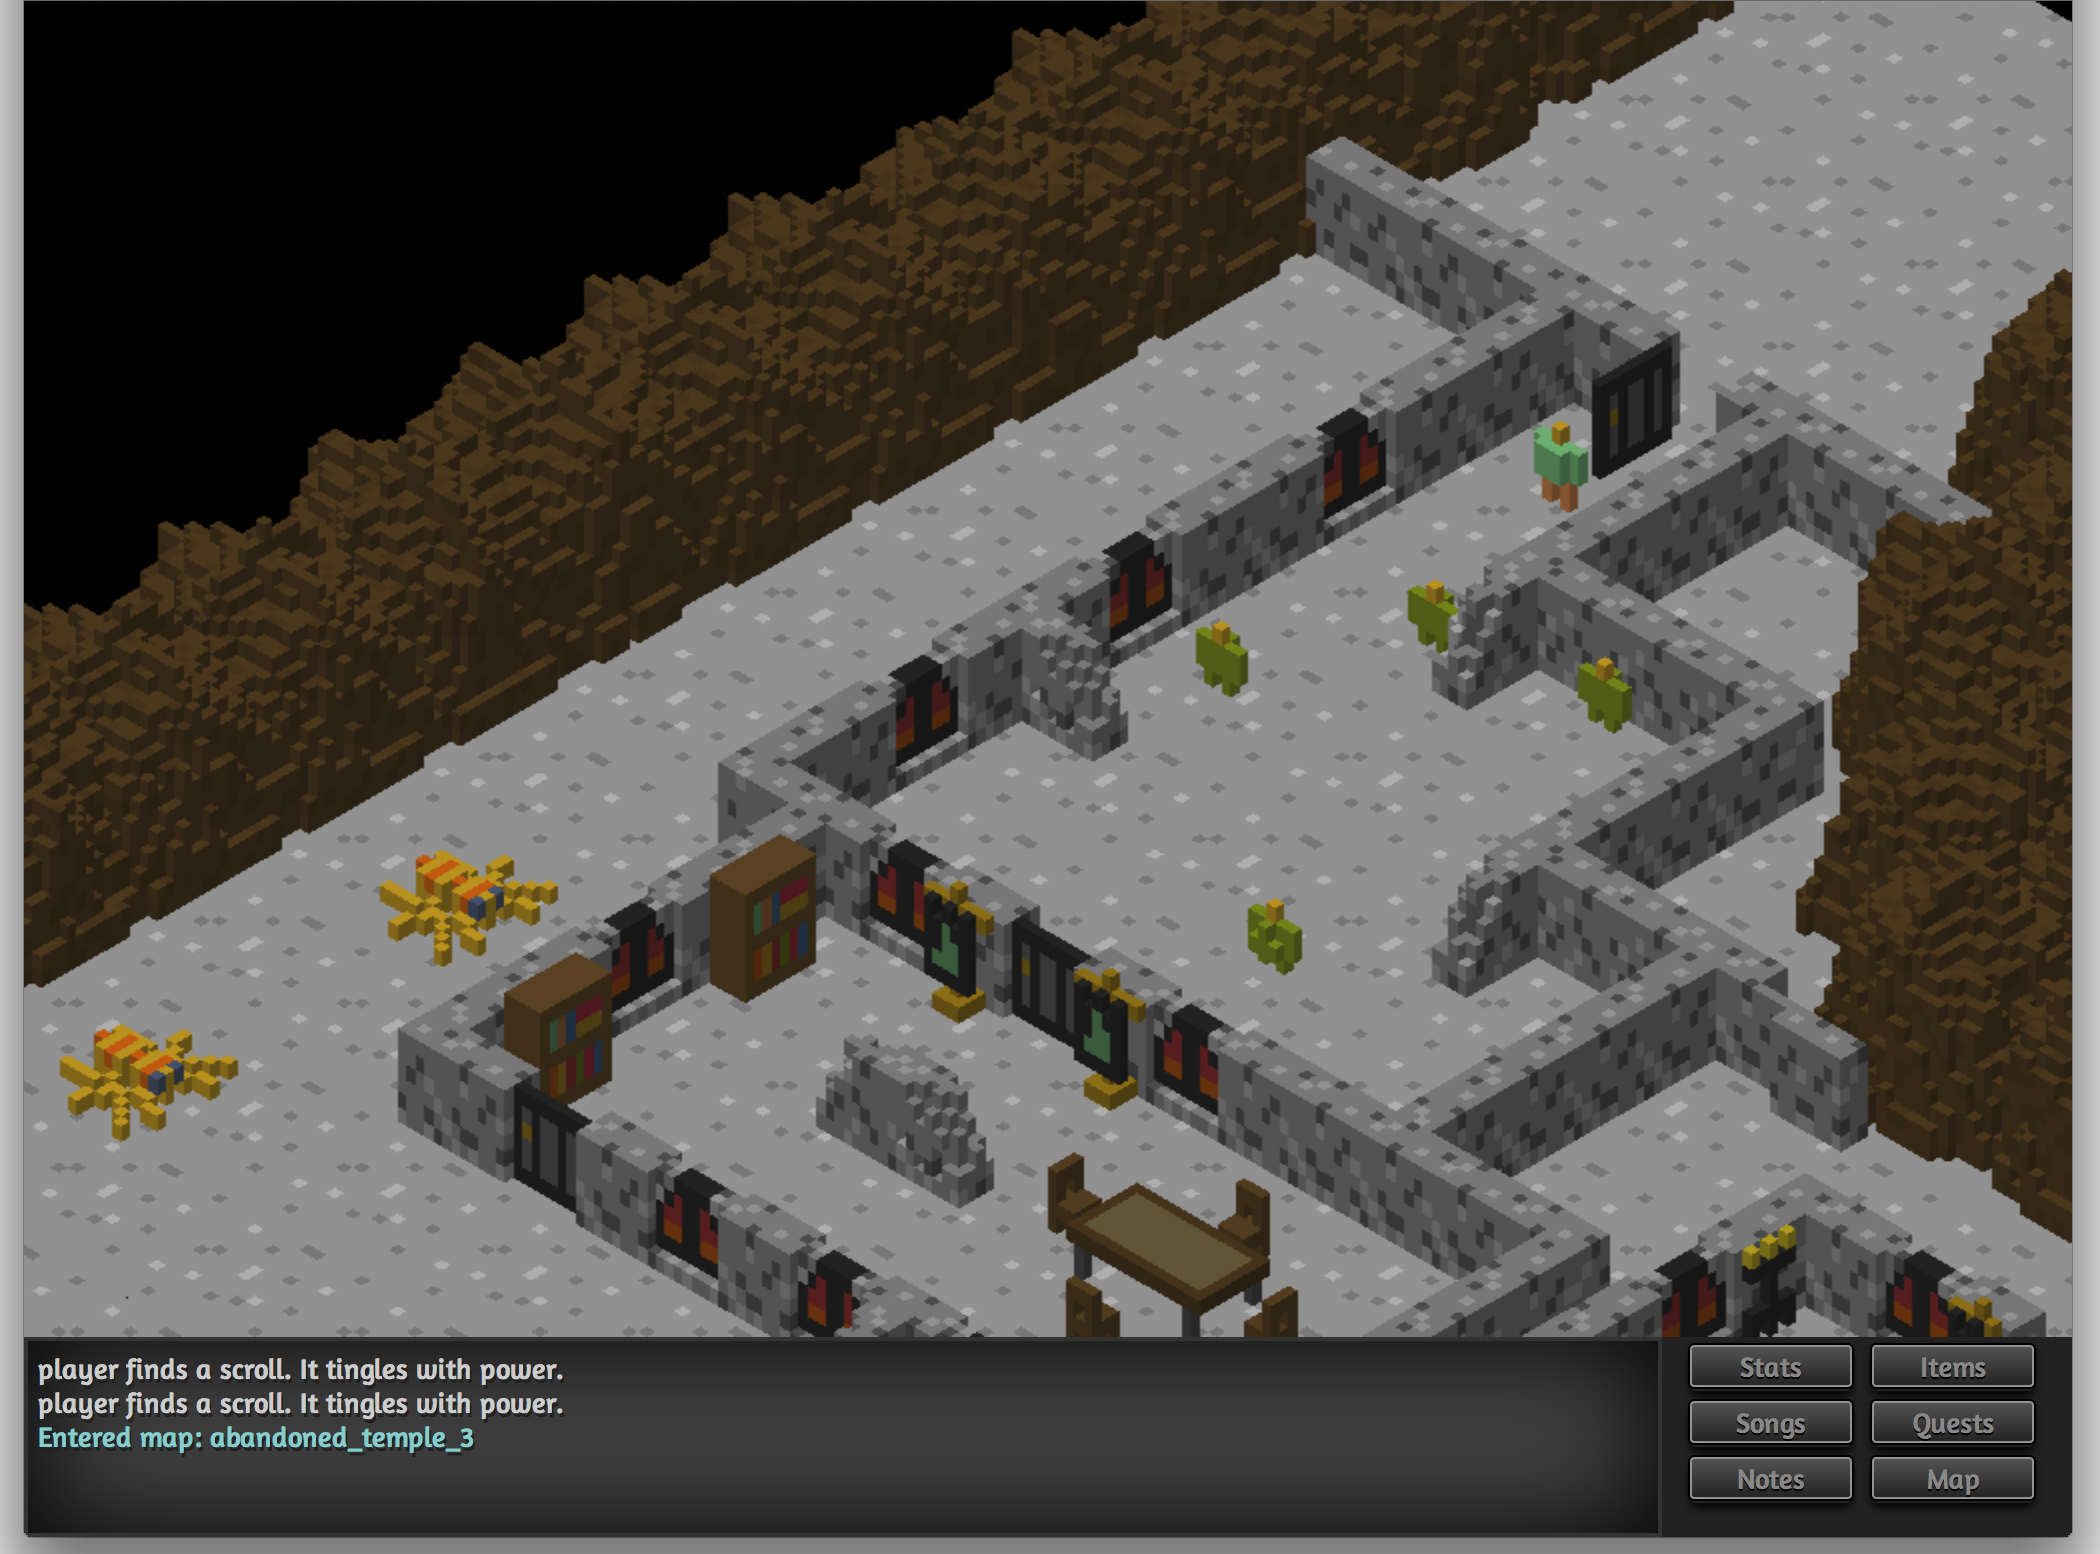 player finds a scroll. It tingles with power.
player finds a scroll. It tingles with power.
Entered map: abandoned_temple_3
Stats
Items
Songs
Quests
Notes
Map